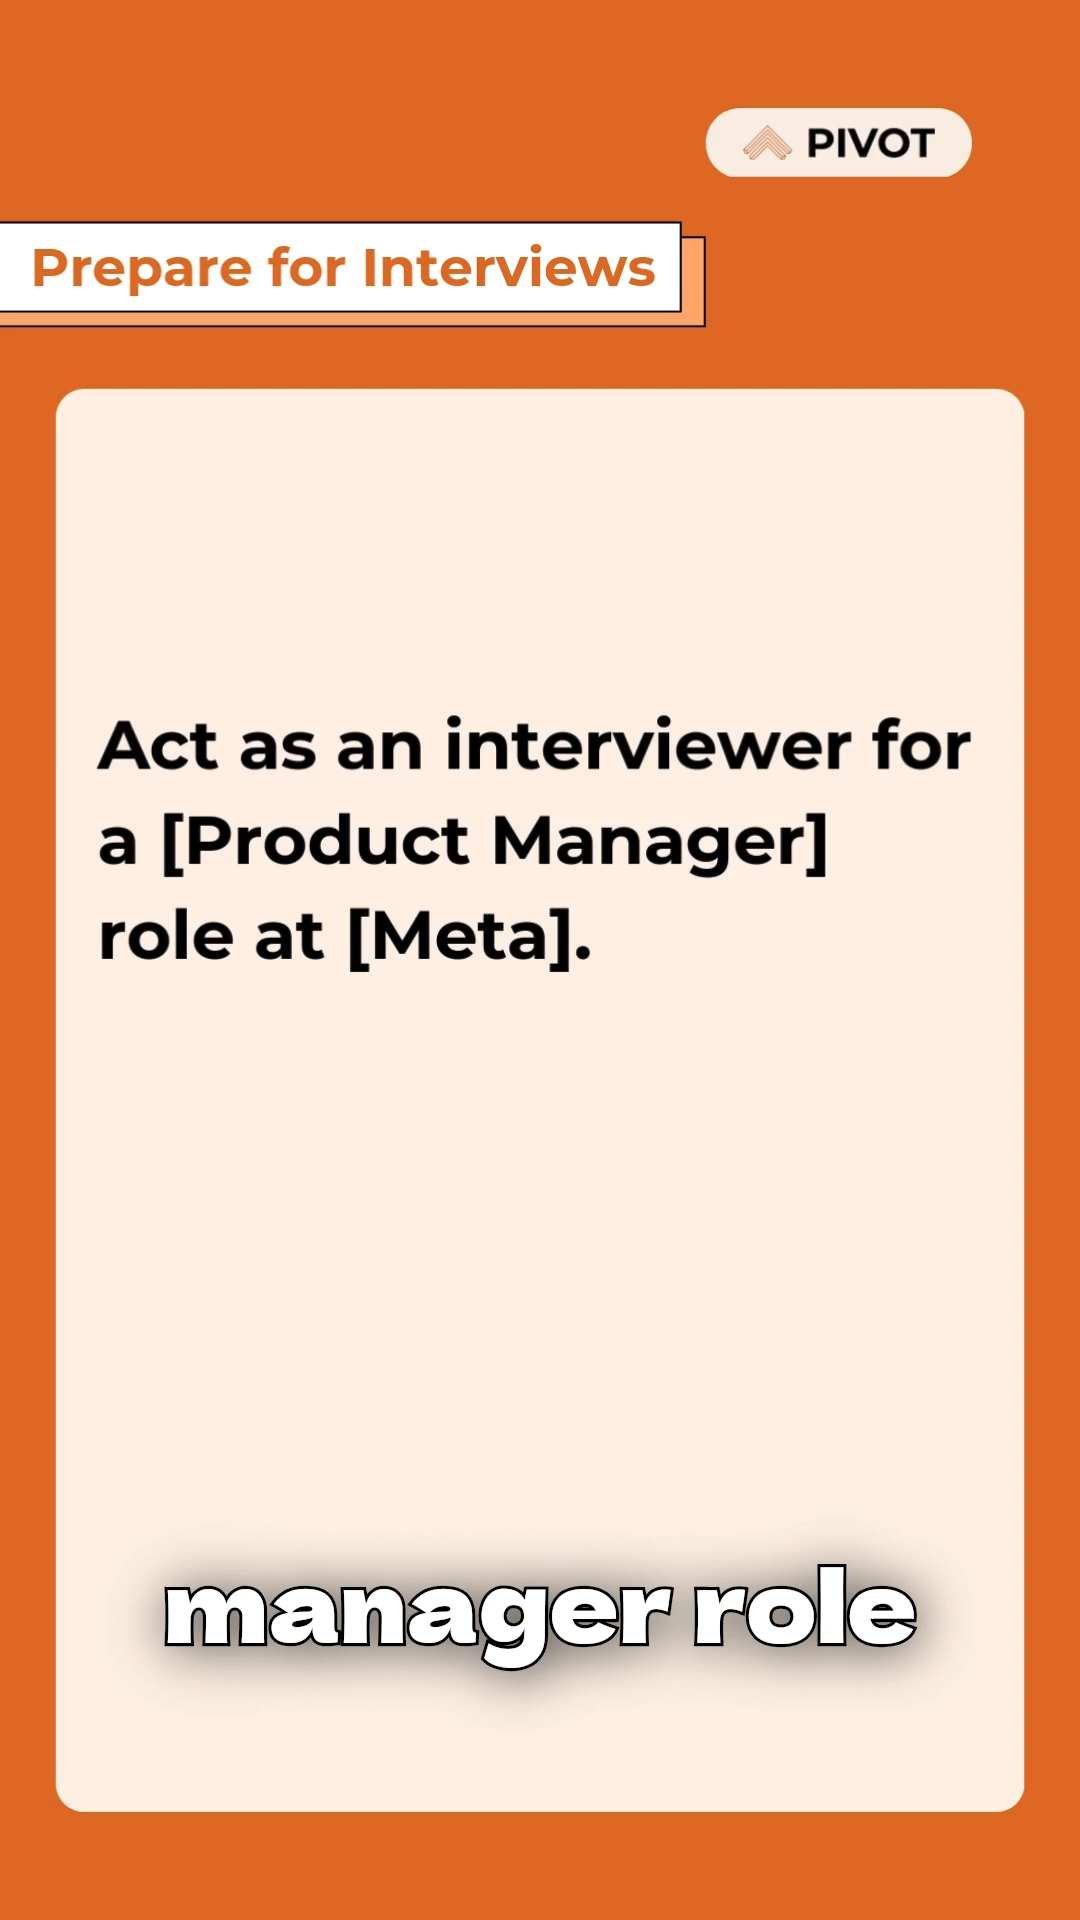 PIVOT
Prepare for Interviews
Act as an interviewer for
a [Product Manager]
role at [Meta].
manager role